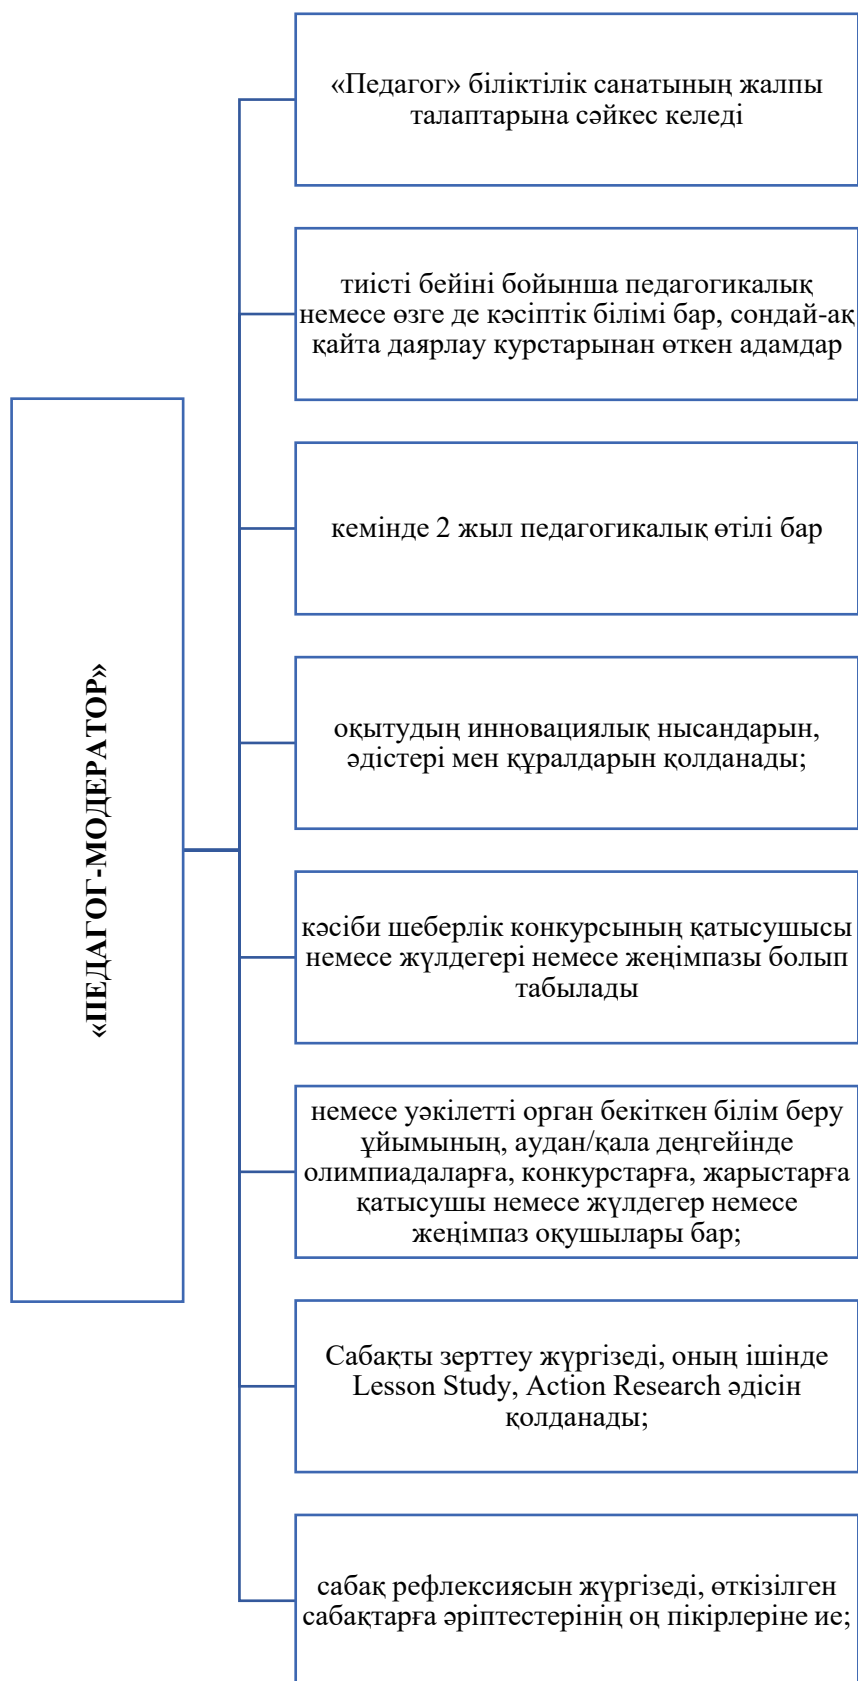 «ПЕДАГОГ-МОДЕРАТОР»
«Педагог» біліктілік санатының жалпы
талаптарына сәйкес келеді
тиісті бейіні бойынша педагогикалық
немесе өзге де кәсіптік білімі бар, сондай-ақ
қайта даярлау курстарынан өткен адамдар
кемінде 2 жыл педагогикалық өтілі бар
оқытудың инновациялық нысандарын,
әдістері мен құралдарын қолданады;
кәсіби шеберлік конкурсының қатысушысы
немесе жүлдегері немесе жеңімпазы болып
табылады
немесе уәкілетті орган бекіткен білім беру
ұйымының, аудан/қала деңгейінде
олимпиадаларға, конкурстарға, жарыстарға
қатысушы немесе жүлдегер немесе
жеңімпаз оқушылары бар;
Сабақты зерттеу жүргізеді, оның ішінде
Lesson Study, Action Research әдісін
қолданады;
сабақ рефлексиясын жүргізеді, өткізілген
сабақтарға әріптестерінің оң пікірлеріне ие;